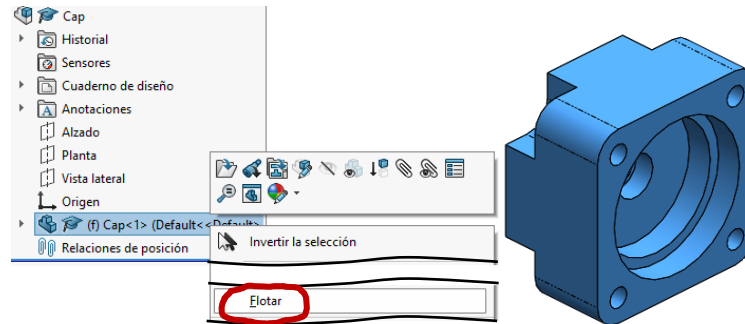 Cap
Historial
Sensores
Cuaderno de diseño
Anotaciones
Alzado
Planta
Vista lateral
Origen
(f) Cap<1> (Default<<Default>
Relaciones de posición
Invertir la selección
Flotar